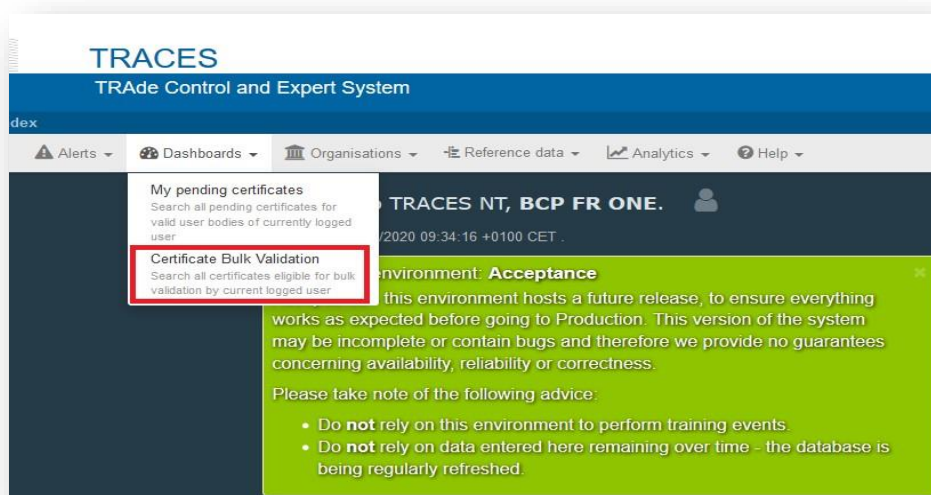 TRACES
TRAde Control and Expert System
dex
Alerts Dashboards Organisations Reference data Analytics Help
My pending certificates
Search all pending certificates for
valid user bodies of currently logged
user
Certificate Bulk Validation
Search all certificates eligible for bulk
validation by current logged user
TRACES NT, BCP FR ONE.
/2020 09:34:16 +0100 CET .
environment: Acceptance
this environment hosts a future release, to ensure everything
works as expected before going to Production. This version of the system
may be incomplete or contain bugs and therefore we provide no guarantees
concerning availability, reliability or correctness.
Please take note of the following advice:
• Do not rely on this environment to perform training events.
• Do not rely on data entered here remaining over time - the database is
being regularly refreshed.